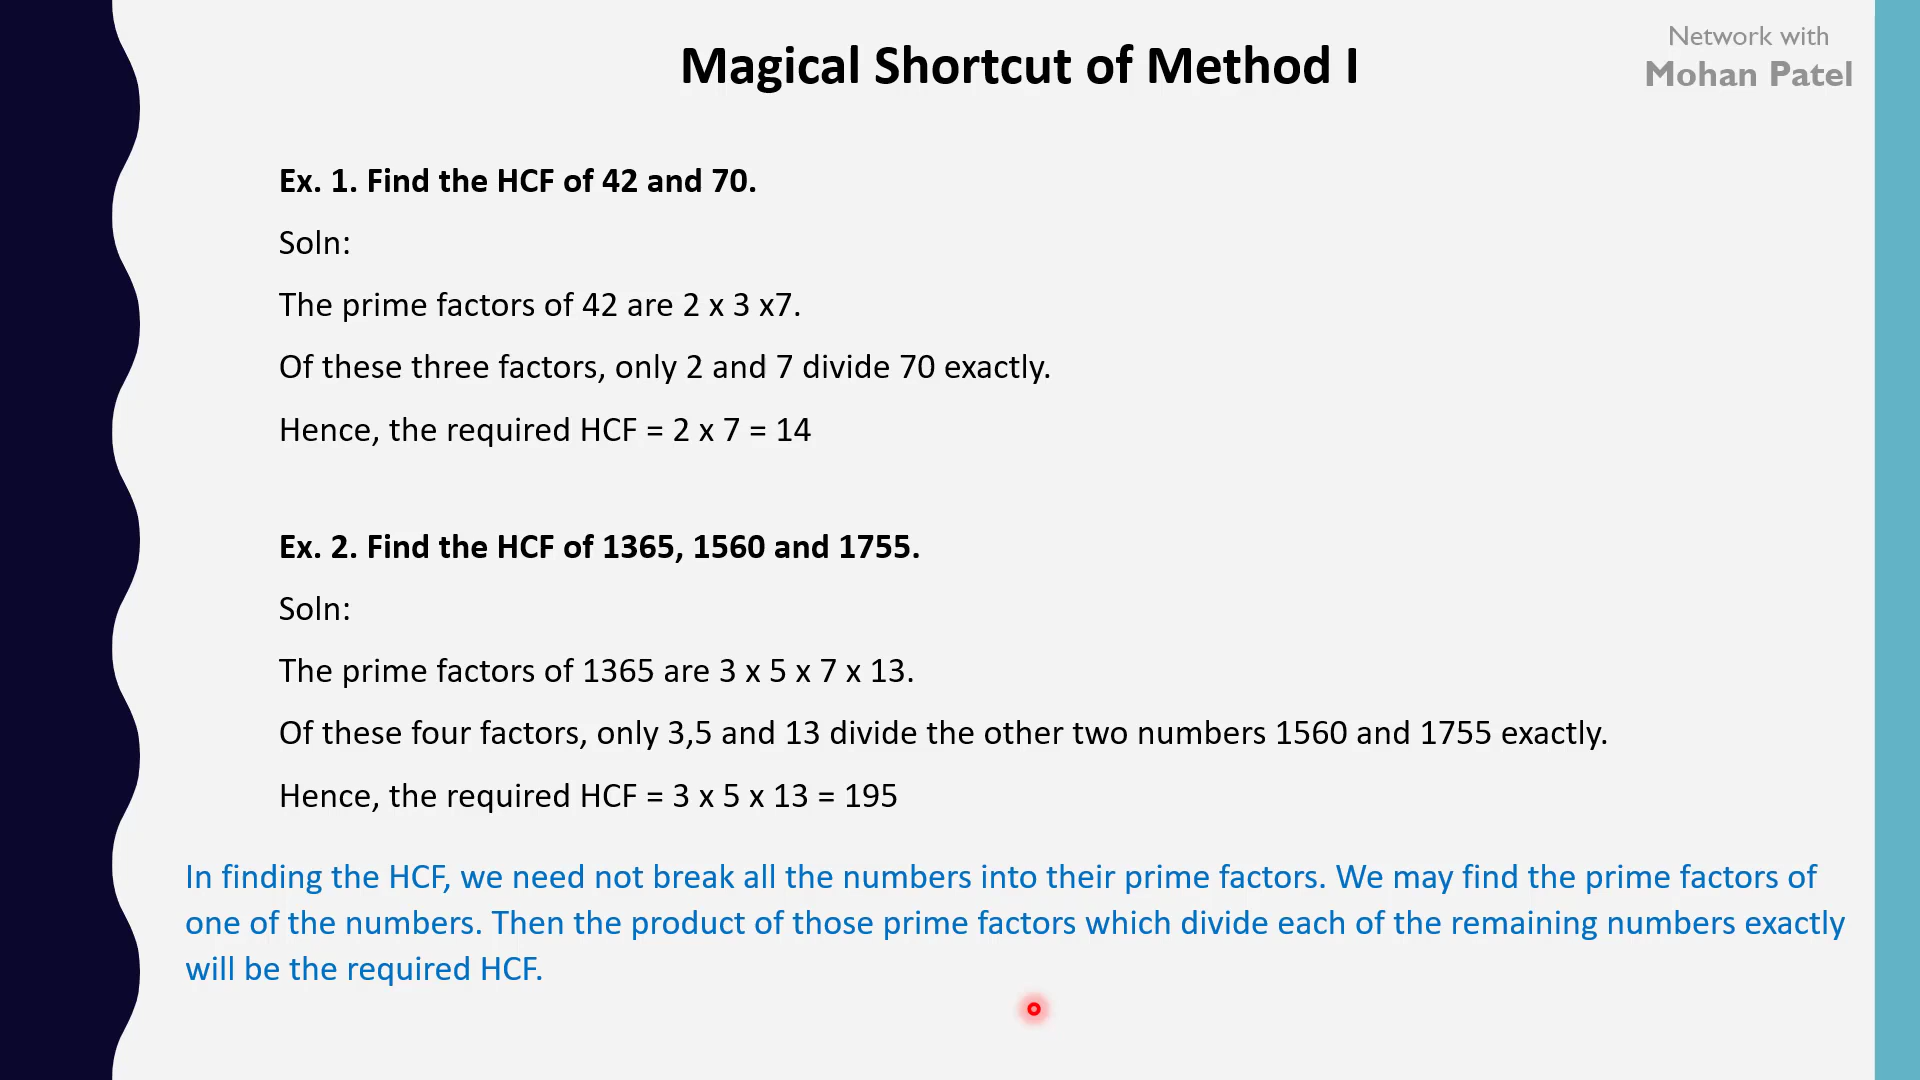 Magical Shortcut of Method I
Network with
Mohan Patel
Ex. 1. Find the HCF of 42 and 70.
Soln:
The prime factors of 42 are 2 x 3 x7.
Of these three factors, only 2 and 7 divide 70 exactly.
Hence, the required HCF = 2 x 7 = 14
Ex. 2. Find the HCF of 1365, 1560 and 1755.
Soln:
The prime factors of 1365 are 3 x 5 x 7 x 13.
Of these four factors, only 3,5 and 13 divide the other two numbers 1560 and 1755 exactly.
Hence, the required HCF = 3 x 5 x 13 = 195
In finding the HCF, we need not break all the numbers into their prime factors. We may find the prime factors of
one of the numbers. Then the product of those prime factors which divide each of the remaining numbers exactly
will be the required HCF.